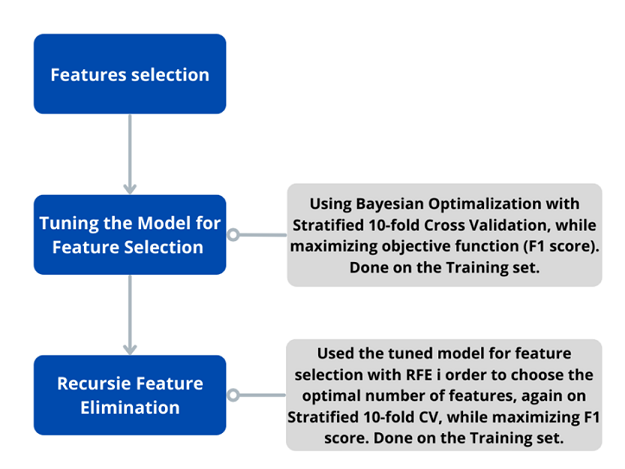 Features selection
Tuning the Model for
Feature Selection
Using Bayesian Optimalization with
Stratified 10-fold Cross Validation, while
maximizing objective function (F1 score).
Done on the Training set.
Recursie Feature
Elimination
Used the tuned model for feature
selection with RFE i order to choose the
optimal number of features, again on
Stratified 10-fold CV, while maximizing F1
score. Done on the Training set.